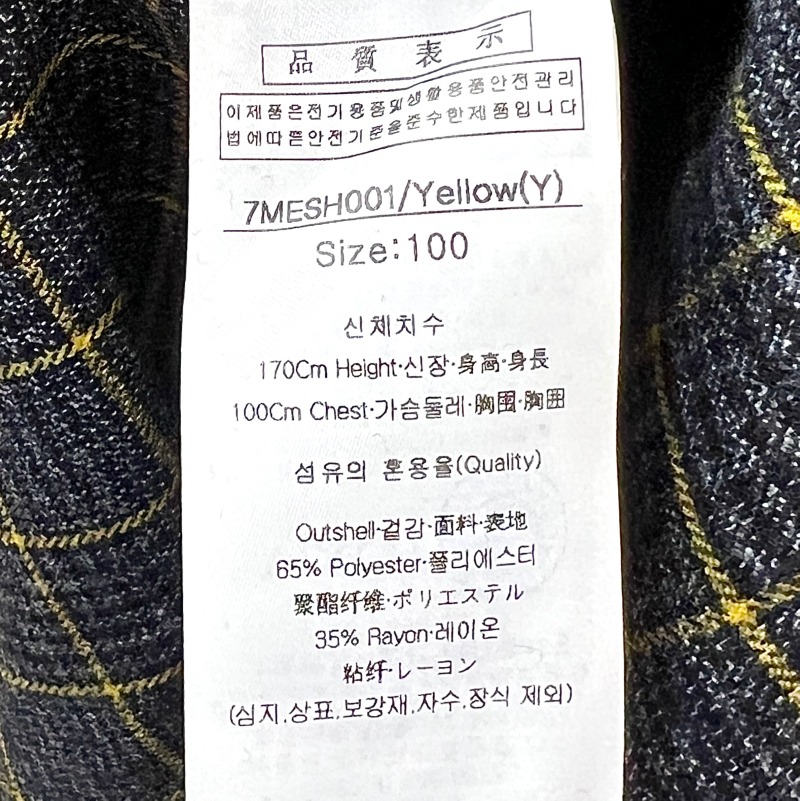 品質表示
이 제품은 전기용품 및 생활용품 안전관리
법에 따른 안전기준을 준수한 제품입니다
7MESH001/Yellow(Y)
Size:100
신체치수
170Cm Height·신장·身高·身長
100Cm Chest·가슴둘레·胸围·胸囲
섬유의 혼용율(Quality)
Outshell·겉감·面料·表地
65% Polyester·폴리에스터
聚酯纤维·ポリエステル
35% Rayon·레이온
粘纤·レーヨン
(심지,상표,보강재,자수,장식 제외)